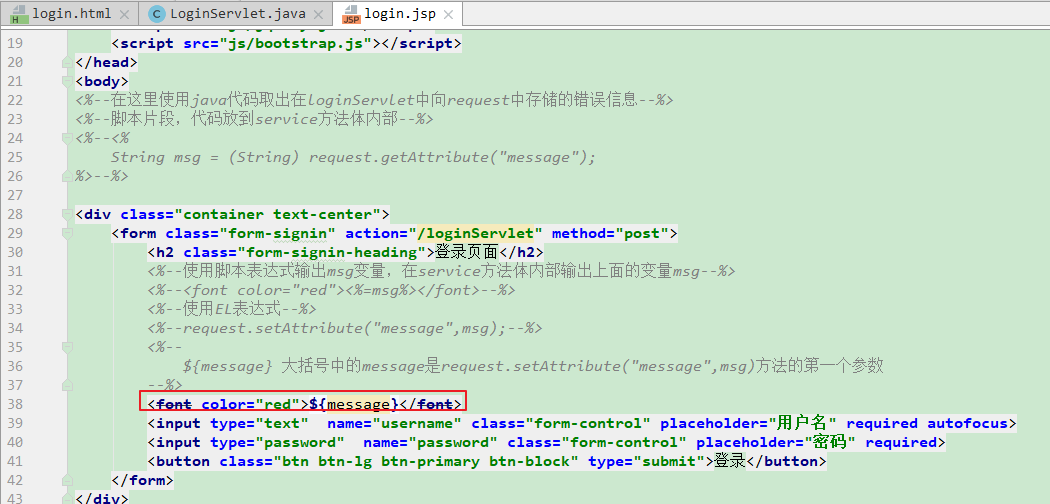 login.html LoginServlet.java login.jsp
19 <script src="js/bootstrap.js"></script>
20 </head>
21 <body>
22 <%--在这里使用java代码取出在loginServlet中向request中存储的错误信息--%>
23 <%--脚本片段，代码放到service方法体内部--%>
24 <%--<%
25 String msg = (String) request.getAttribute("message");
26 %>--%>
27
28 <div class="container text-center">
29 <form class="form-signin" action="/loginServlet" method="post">
30 <h2 class="form-signin-heading">登录页面</h2>
31 <%--使用脚本表达式输出msg变量，在service方法体内部输出上面的变量msg--%>
32 <%--<font color="red"><%=msg%></font>--%>
33 <%--使用EL表达式--%>
34 <%--request.setAttribute("message",msg);--%>
35 <%--
36 ${message} 大括号中的message是request.setAttribute("message",msg)方法的第一个参数
37 --%>
38 <font color="red">${message}</font>
39 <input type="text" name="username" class="form-control" placeholder="用户名" required autofocus>
40 <input type="password" name="password" class="form-control" placeholder="密码" required>
41 <button class="btn btn-lg btn-primary btn-block" type="submit">登录</button>
42 </form>
43 </div>